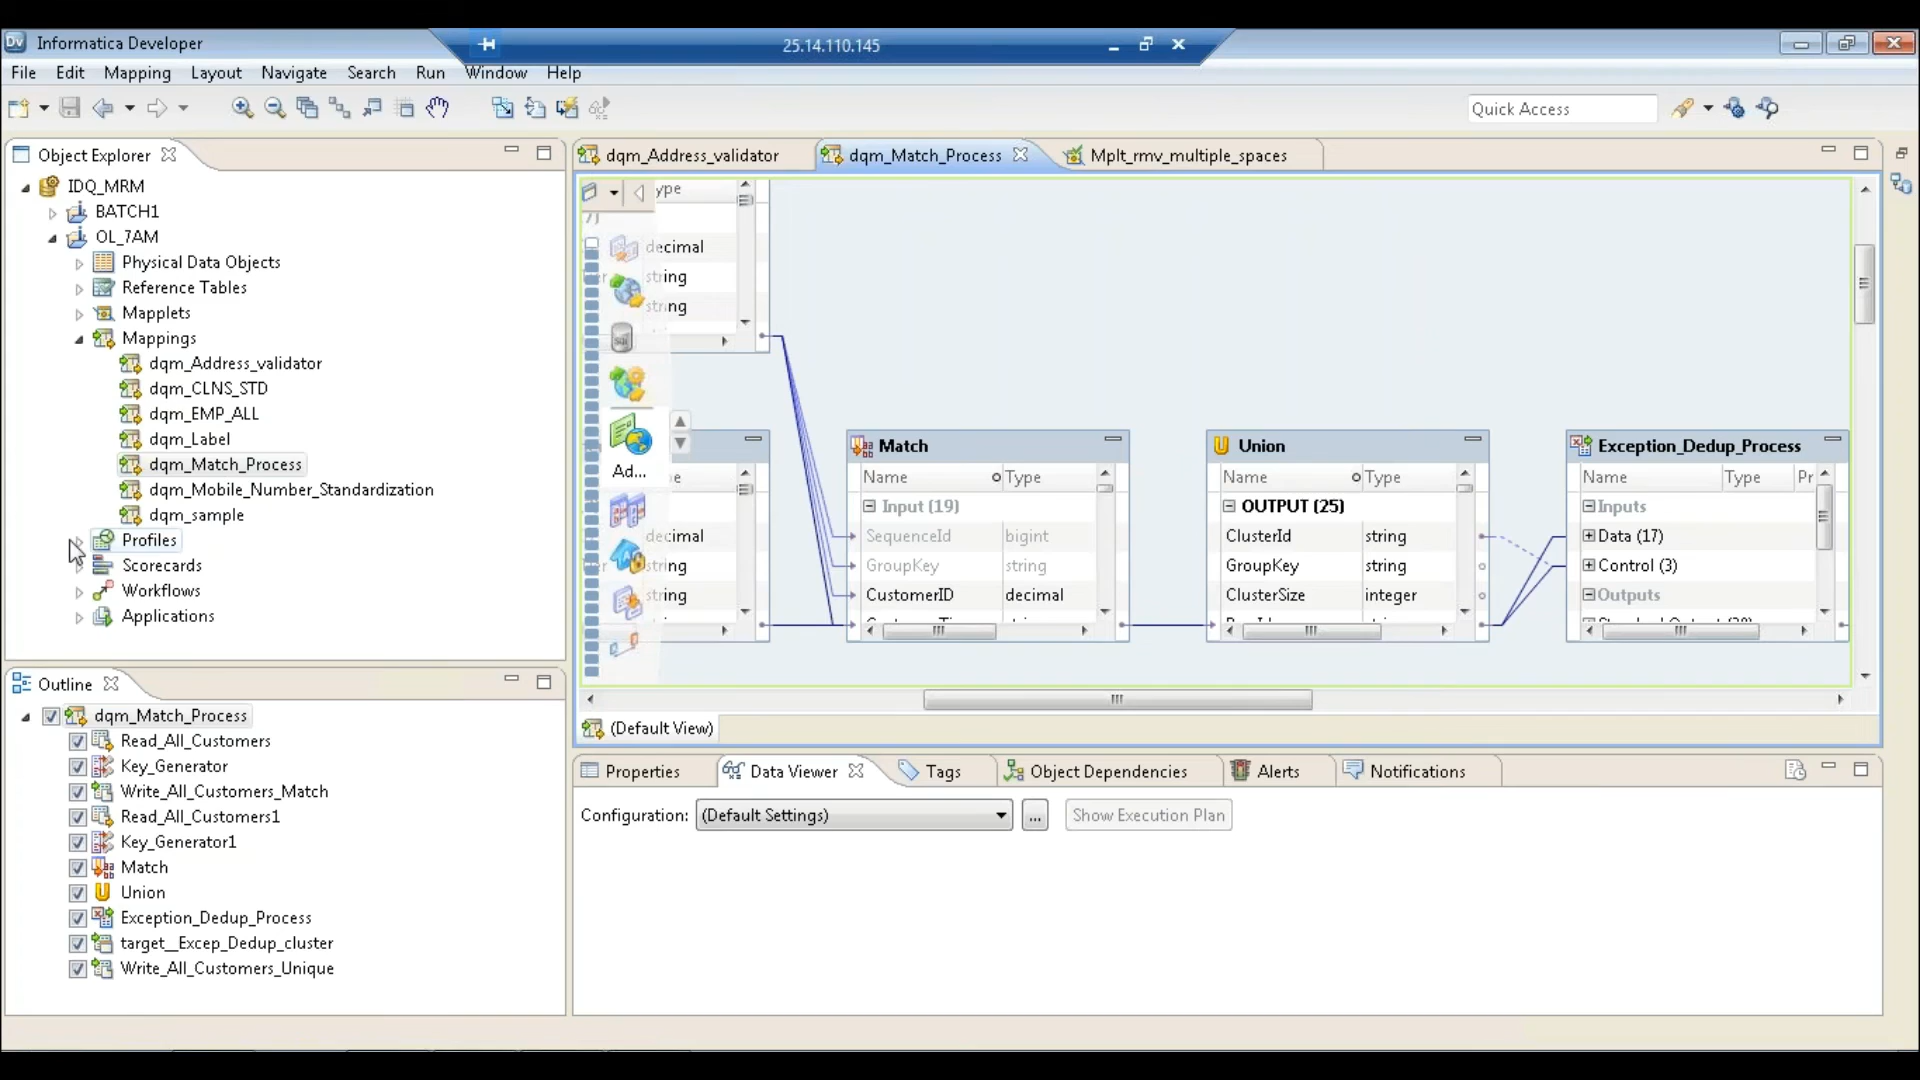 Informatica Developer
25.14.110.145
File Edit Mapping Layout Navigate Search Run Window Help
Quick Access
Object Explorer
IDQ_MRM
BATCH1
OL_7AM
Physical Data Objects
Reference Tables
Mapplets
Mappings
dqm_Address_validator
dqm_CLNS_STD
dqm_EMP_ALL
dqm_Label
dqm_Match_Process
dqm_Mobile_Number_Standardization
dqm_sample
Profiles
Scorecards
Workflows
Applications
Outline
dqm_Match_Process
Read_All_Customers
Key_Generator
Write_All_Customers_Match
Read_All_Customers1
Key_Generator1
Match
Union
Exception_Dedup_Process
target__Excep_Dedup_cluster
Write_All_Customers_Unique
dqm_Address_validator dqm_Match_Process Mplt_rmv_multiple_spaces
ype
decimal
string
string
Ad...
decimal
string
string
Match
Name Type
Input (19)
SequenceId bigint
GroupKey string
CustomerID decimal
Union
Name Type
OUTPUT (25)
ClusterId string
GroupKey string
ClusterSize integer
Exception_Dedup_Process
Name Type Pr
Inputs
Data (17)
Control (3)
Outputs
(Default View)
Properties Data Viewer Tags Object Dependencies Alerts Notifications
Configuration: (Default Settings) ... Show Execution Plan